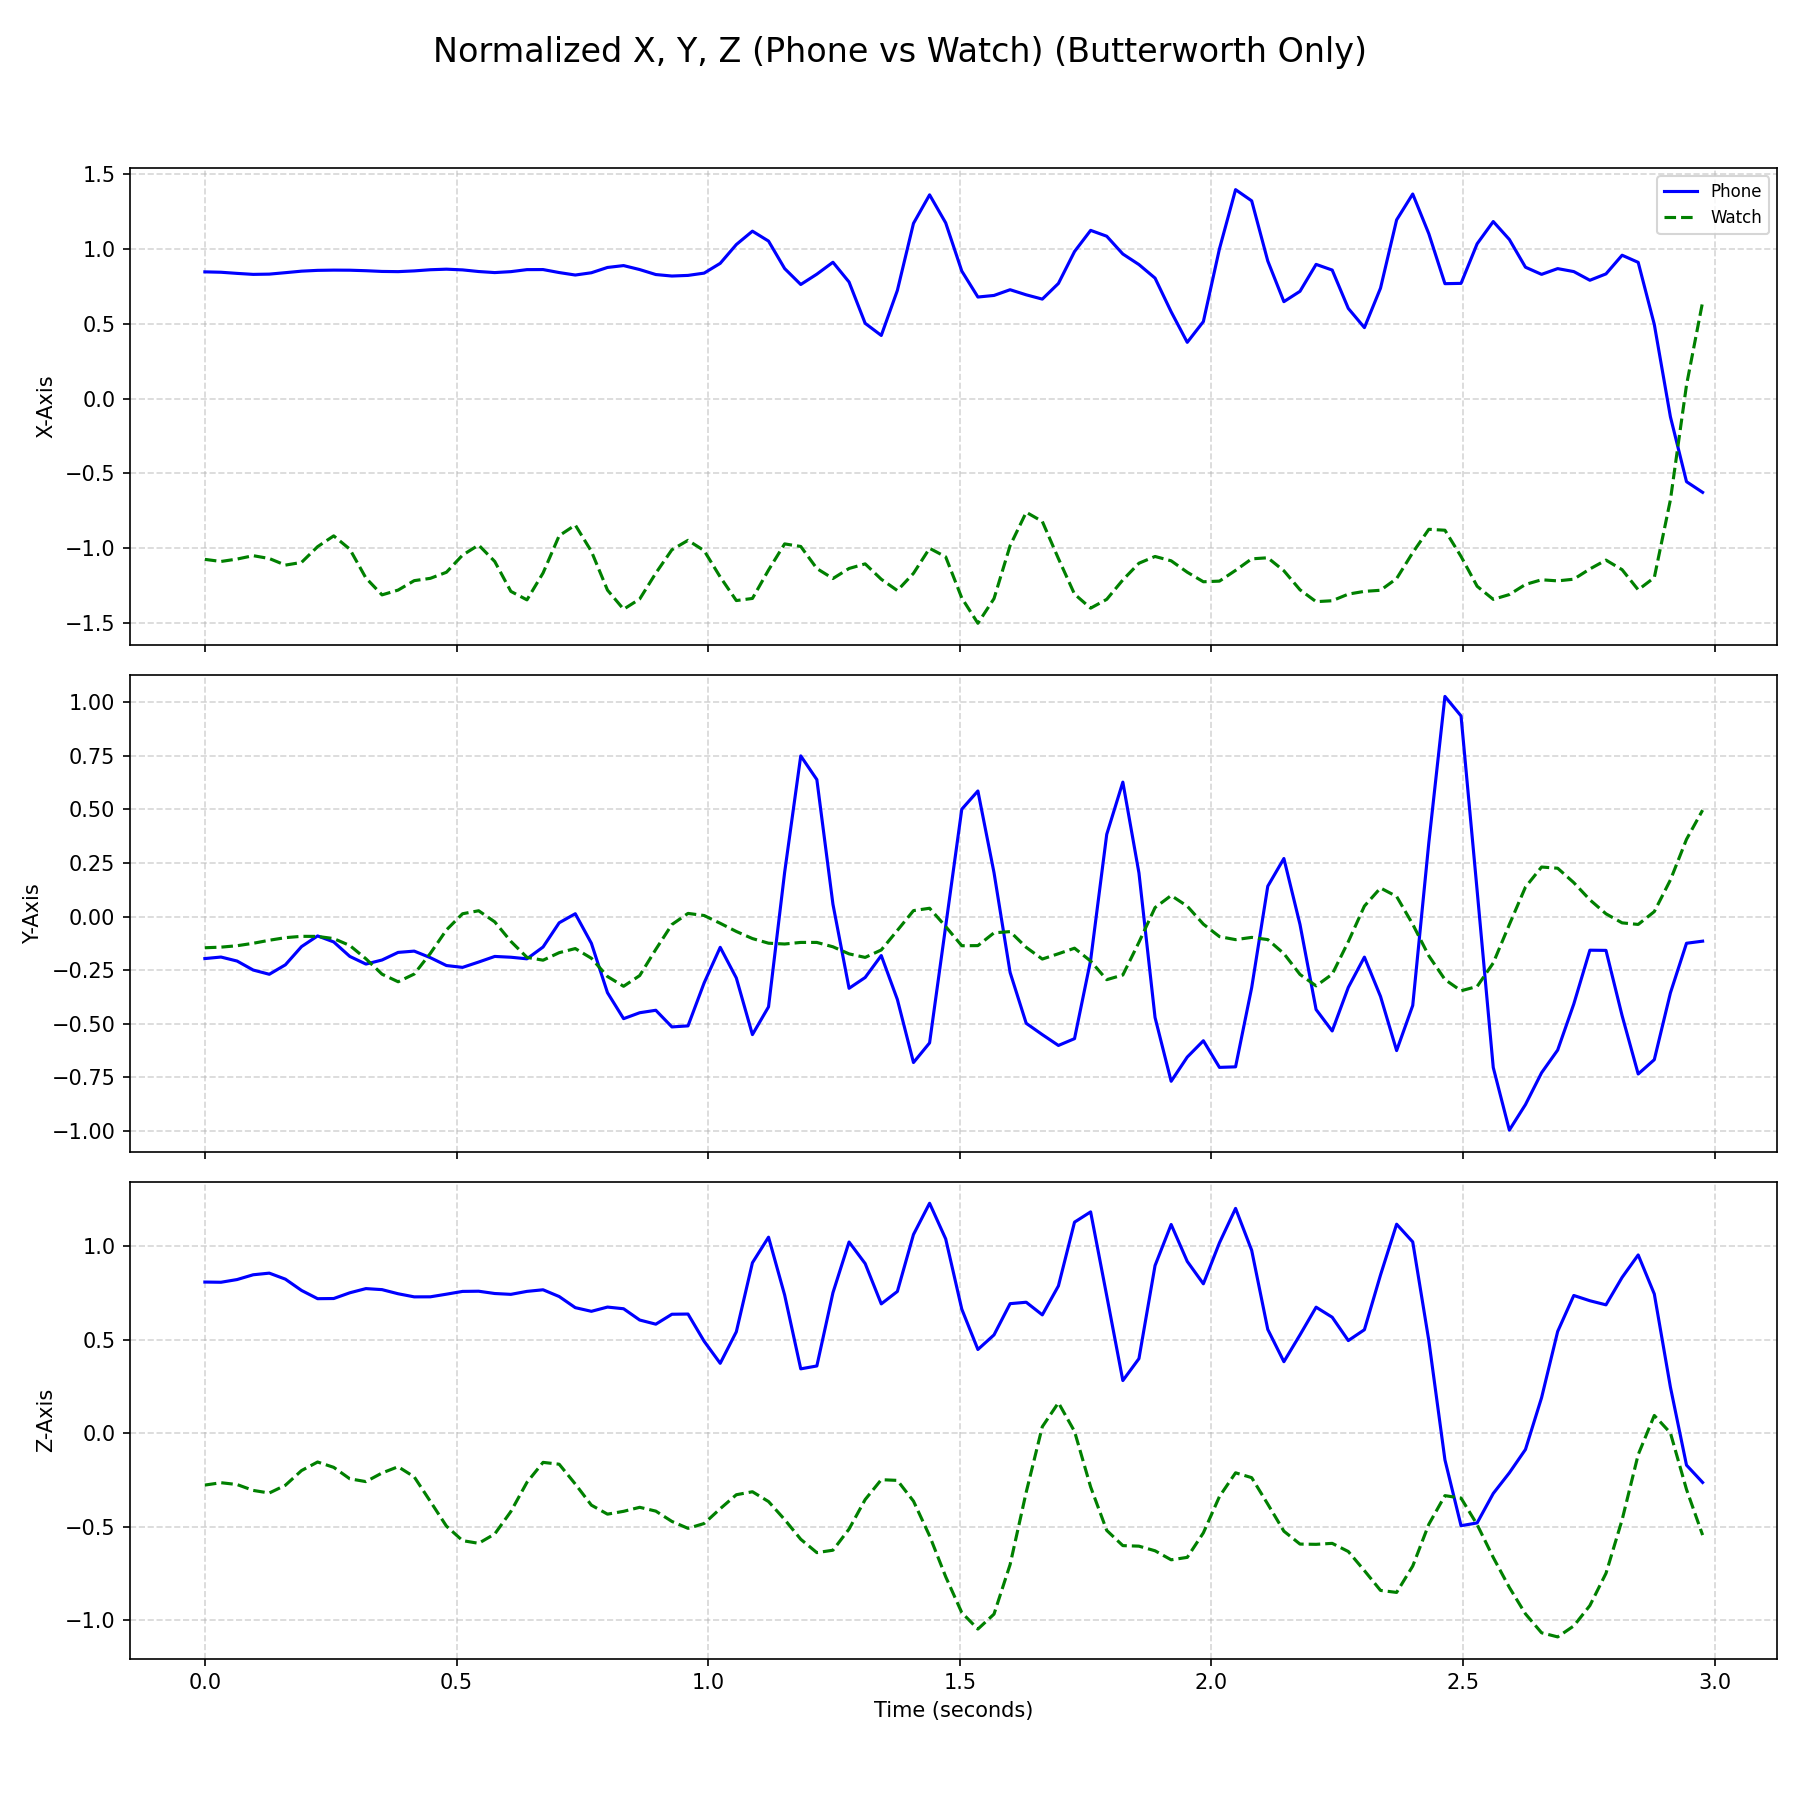 Normalized X, Y, Z (Phone vs Watch) (Butterworth Only)
1.5
1.0
0.5
0.0
−0.5
−1.0
−1.5
X-Axis
Phone
Watch
1.00
0.75
0.50
0.25
0.00
−0.25
−0.50
−0.75
−1.00
Y-Axis
1.0
0.5
0.0
−0.5
−1.0
Z-Axis
0.0 0.5 1.0 1.5 2.0 2.5 3.0
Time (seconds)